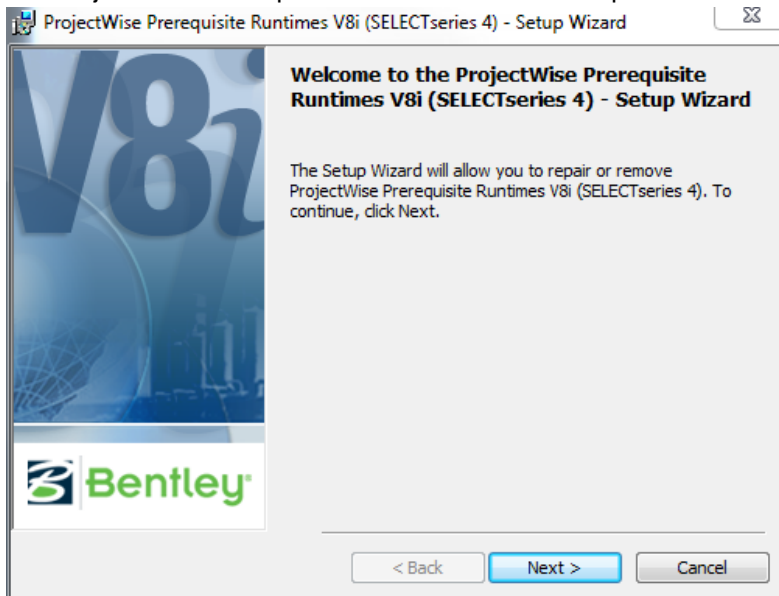 ProjectWise Prerequisite Runtimes V8i (SELECTseries 4) - Setup Wizard
V8i
Welcome to the ProjectWise Prerequisite
Runtimes V8i (SELECTseries 4) - Setup Wizard
The Setup Wizard will allow you to repair or remove
ProjectWise Prerequisite Runtimes V8i (SELECTseries 4). To
continue, click Next.
Bentley®
< Back Next > Cancel